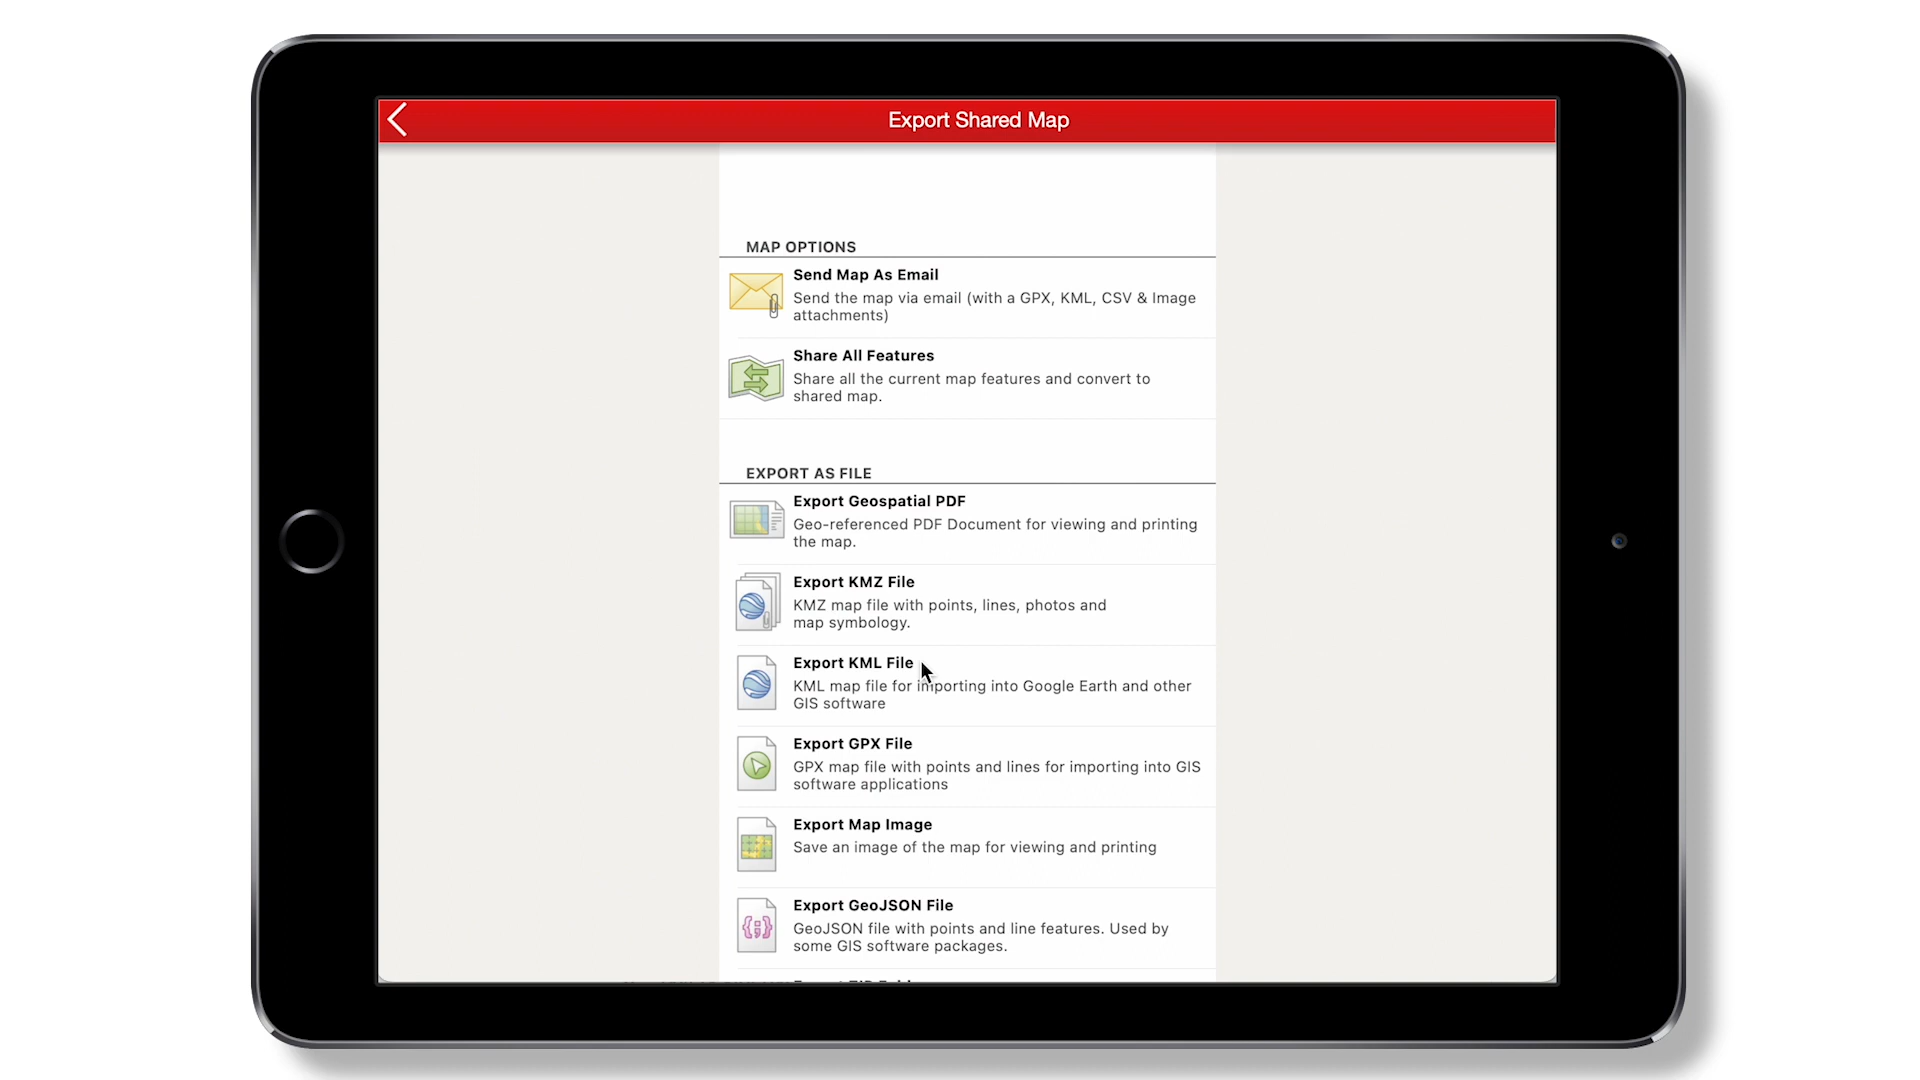 Export Shared Map
MAP OPTIONS
Send Map As Email
Send the map via email (with a GPX, KML, CSV & Image
attachments)
Share All Features
Share all the current map features and convert to
shared map.
EXPORT AS FILE
Export Geospatial PDF
Geo-referenced PDF Document for viewing and printing
the map.
Export KMZ File
KMZ map file with points, lines, photos and
map symbology.
Export KML File
KML map file for importing into Google Earth and other
GIS software
Export GPX File
GPX map file with points and lines for importing into GIS
software applications
Export Map Image
Save an image of the map for viewing and printing
Export GeoJSON File
GeoJSON file with points and line features. Used by
some GIS software packages.